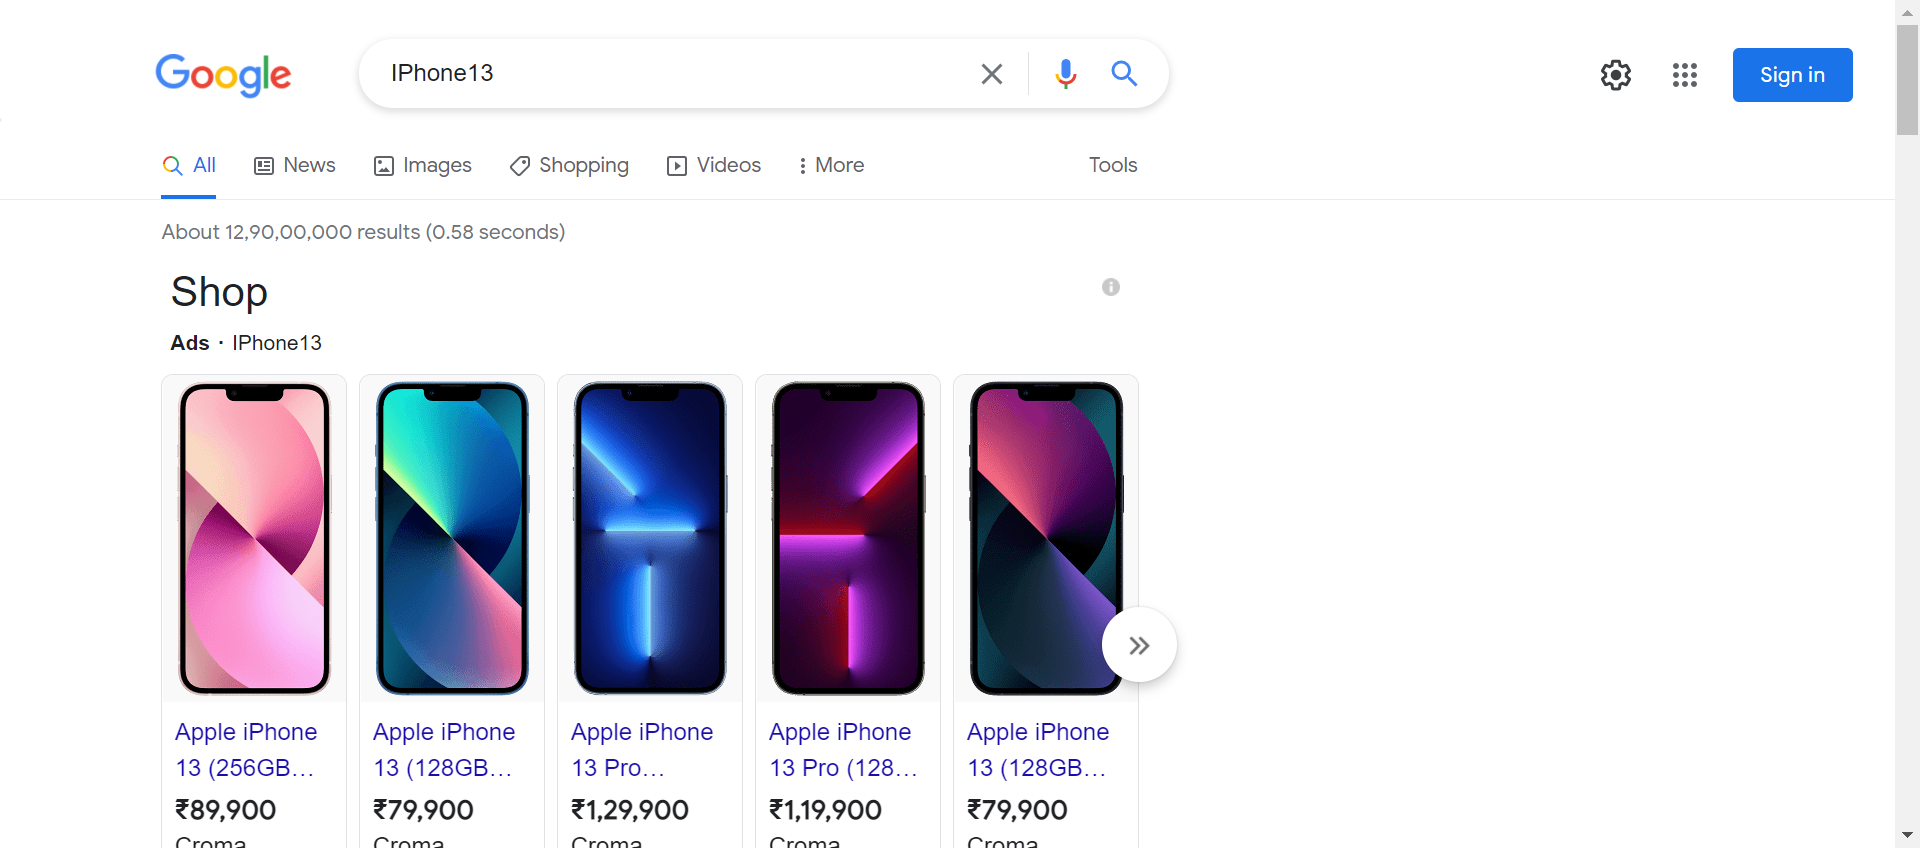 Google
IPhone13
Sign in
All News Images Shopping Videos More Tools
About 12,90,00,000 results (0.58 seconds)
Shop
Ads · IPhone13
Apple iPhone
13 (256GB...
₹89,900
Croma
Apple iPhone
13 (128GB...
₹79,900
Croma
Apple iPhone
13 Pro...
₹1,29,900
Croma
Apple iPhone
13 Pro (128...
₹1,19,900
Croma
Apple iPhone
13 (128GB...
₹79,900
Croma